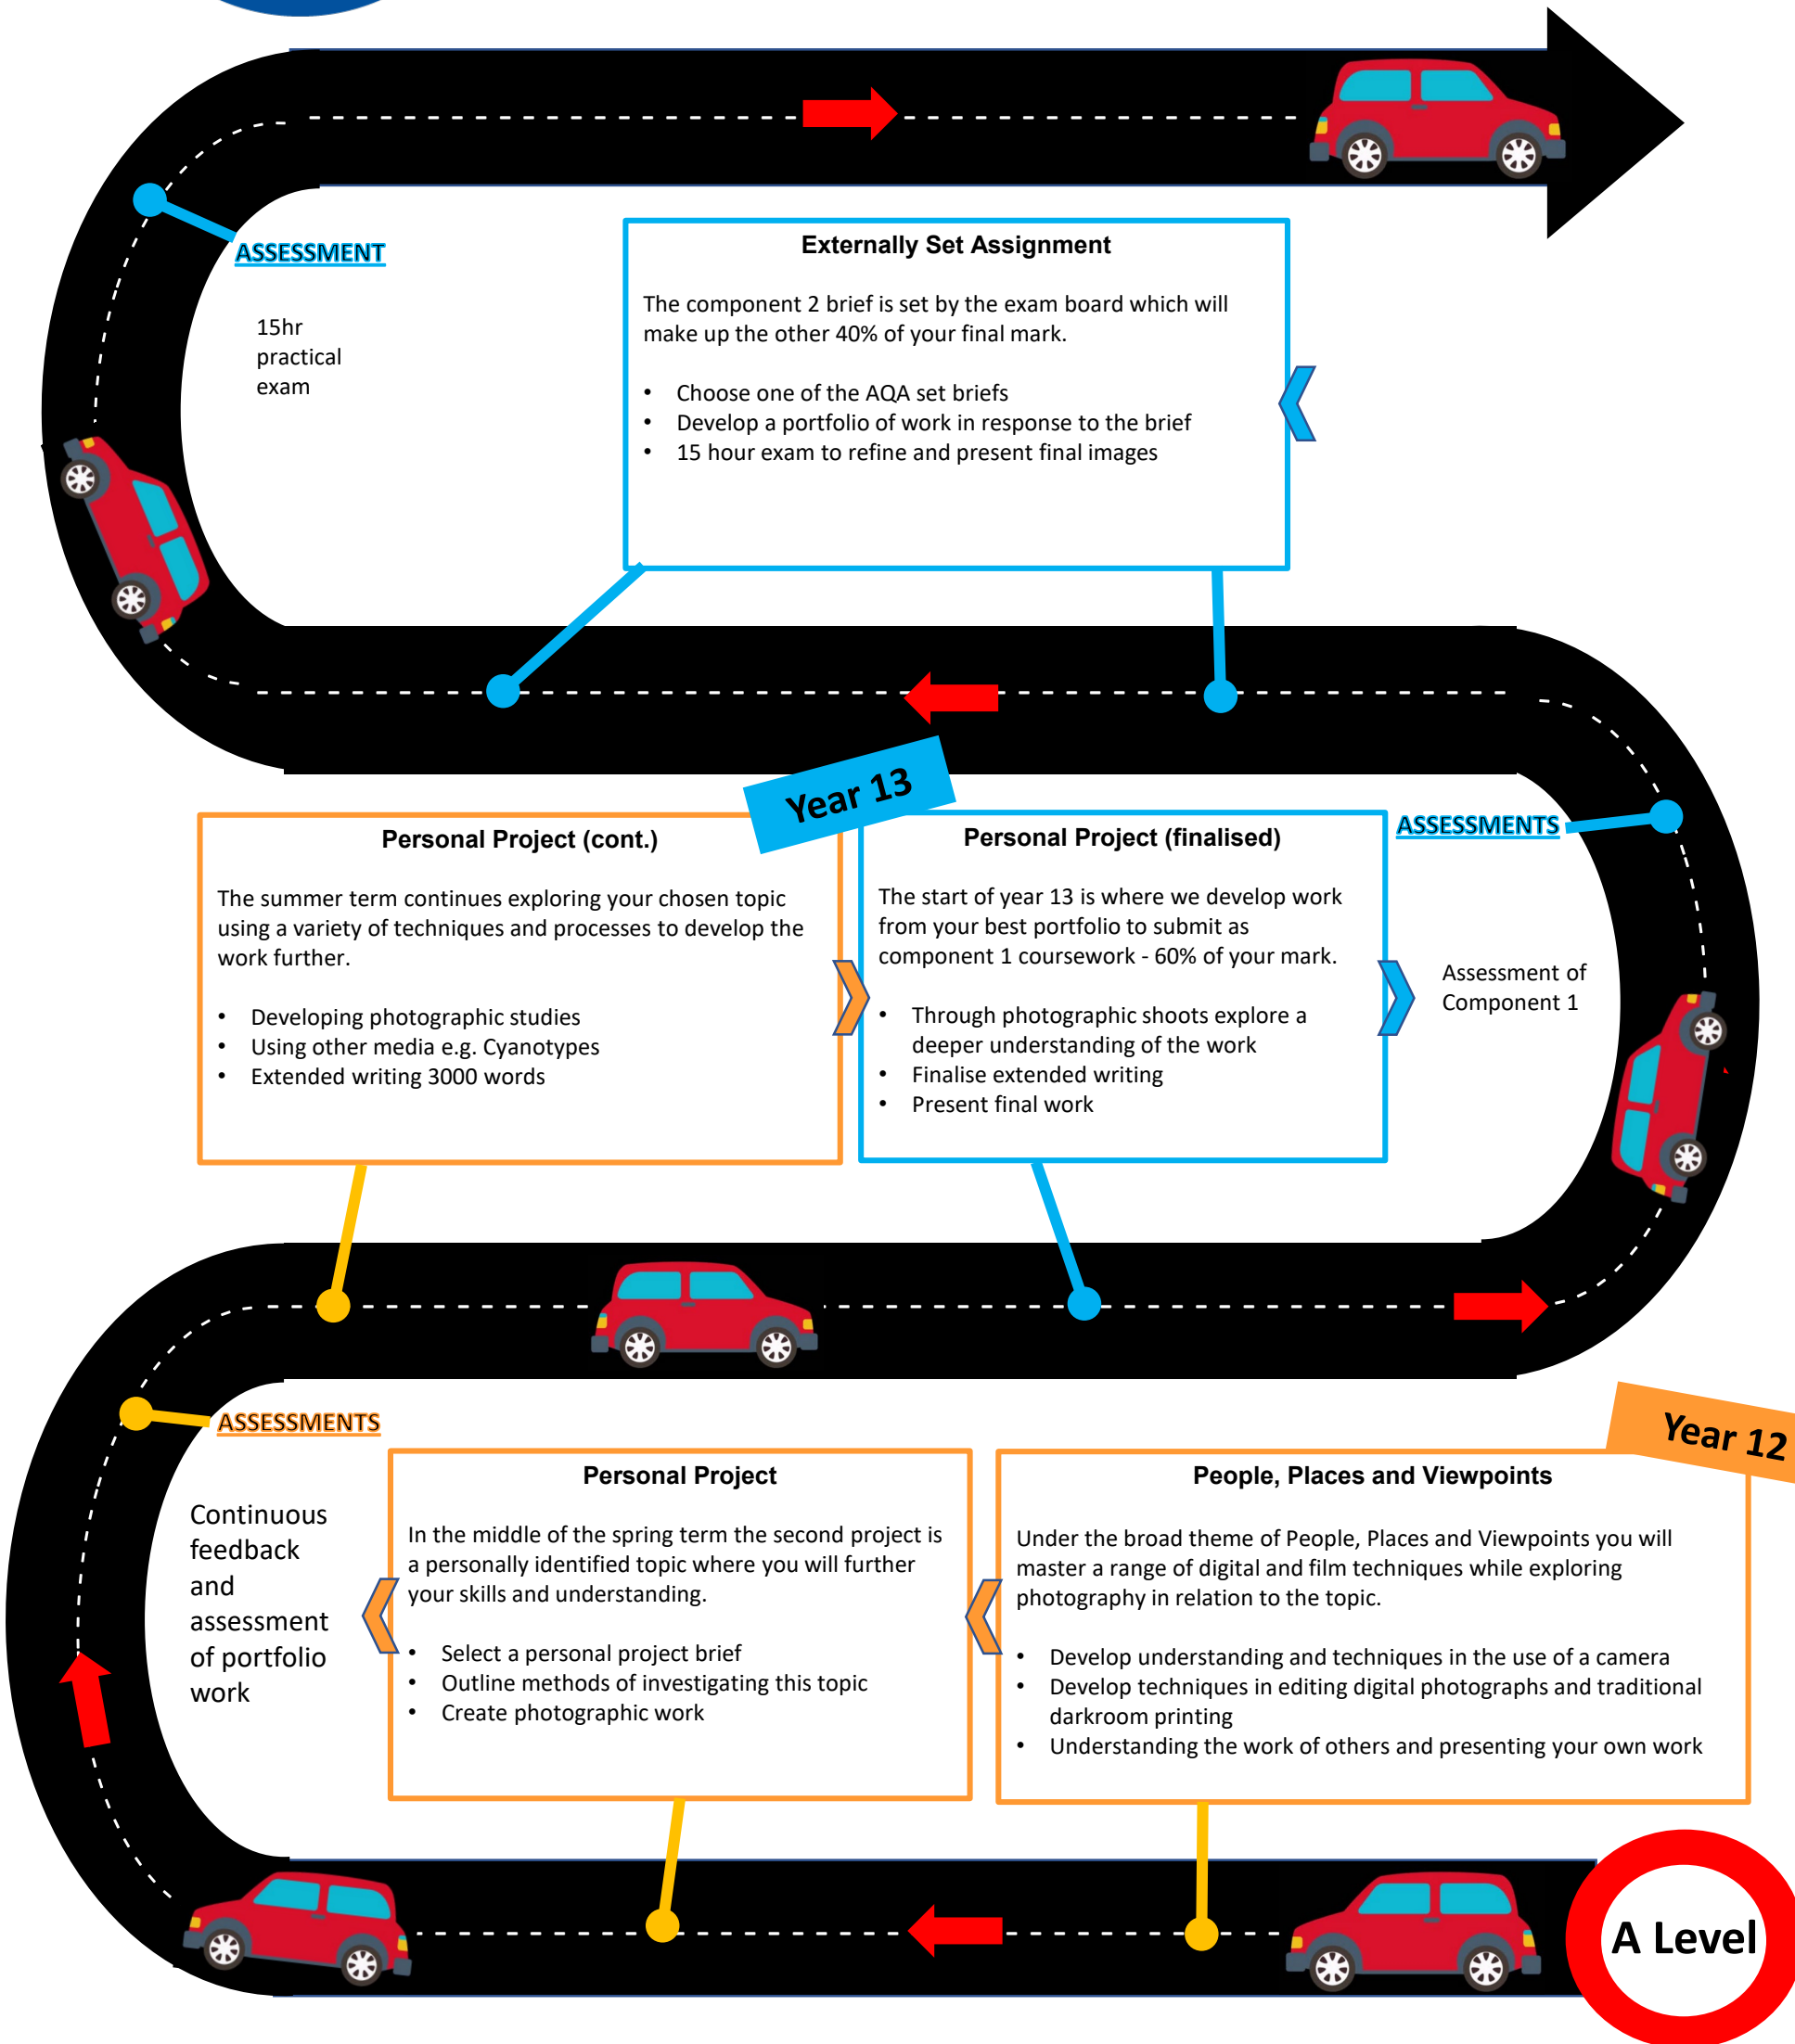 ASSESSMENT
15hr
practical
exam
Externally Set Assignment
The component 2 brief is set by the exam board which will
make up the other 40% of your final mark.
• Choose one of the AQA set briefs
• Develop a portfolio of work in response to the brief
• 15 hour exam to refine and present final images
Year 13
Personal Project (cont.)
The summer term continues exploring your chosen topic
using a variety of techniques and processes to develop the
work further.
• Developing photographic studies
• Using other media e.g. Cyanotypes
• Extended writing 3000 words
Personal Project (finalised)
The start of year 13 is where we develop work
from your best portfolio to submit as
component 1 coursework - 60% of your mark.
• Through photographic shoots explore a
deeper understanding of the work
• Finalise extended writing
• Present final work
ASSESSMENTS
Assessment of
Component 1
ASSESSMENTS
Continuous
feedback
and
assessment
of portfolio
work
Personal Project
In the middle of the spring term the second project is
a personally identified topic where you will further
your skills and understanding.
• Select a personal project brief
• Outline methods of investigating this topic
• Create photographic work
Year 12
People, Places and Viewpoints
Under the broad theme of People, Places and Viewpoints you will
master a range of digital and film techniques while exploring
photography in relation to the topic.
• Develop understanding and techniques in the use of a camera
• Develop techniques in editing digital photographs and traditional
darkroom printing
• Understanding the work of others and presenting your own work
A Level